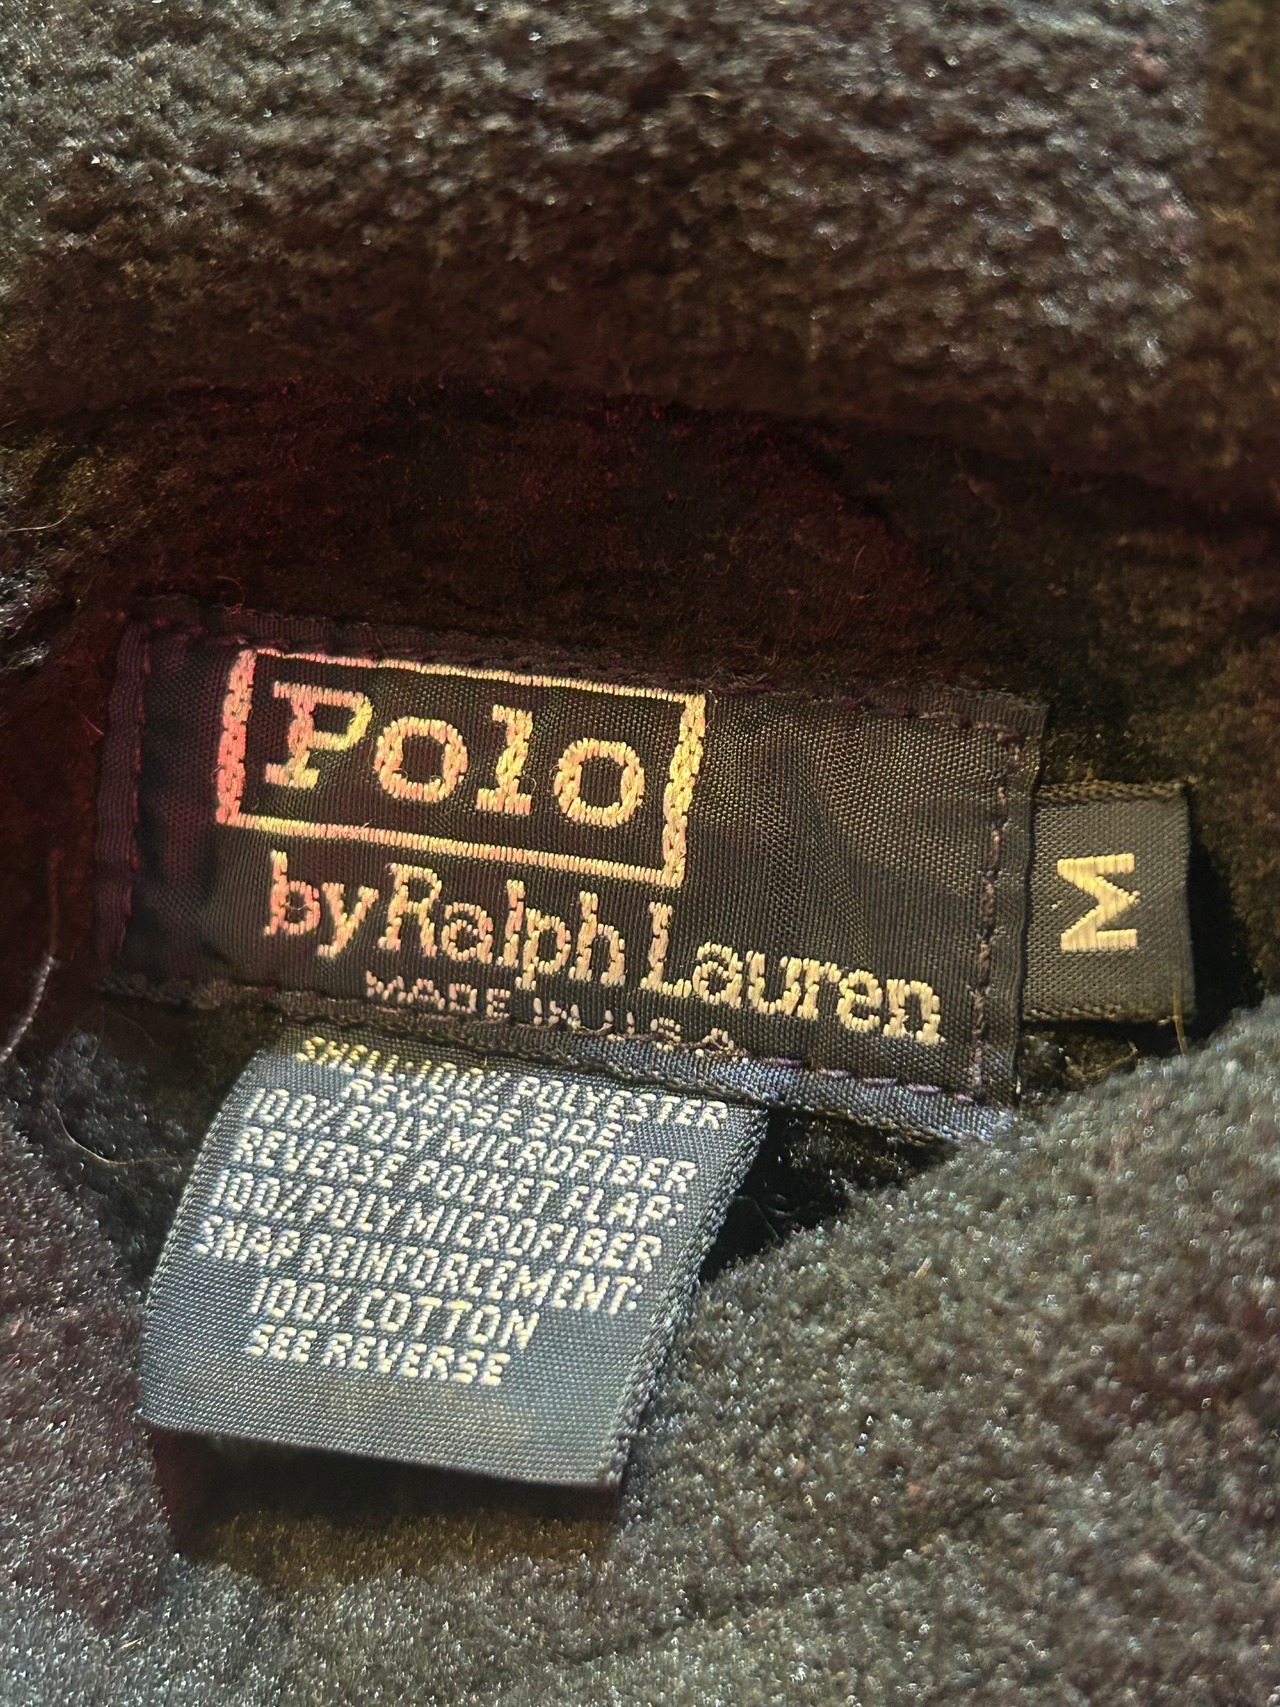 Polo
by Ralph Lauren
MADE IN U.S.A.
M
SHELL:100% POLYESTER
REVERSE SIDE:
100% POLY MICROFIBER
REVERSE POCKET FLAP:
100% POLY MICROFIBER
SNAP REINFORCEMENT:
100% COTTON
SEE REVERSE